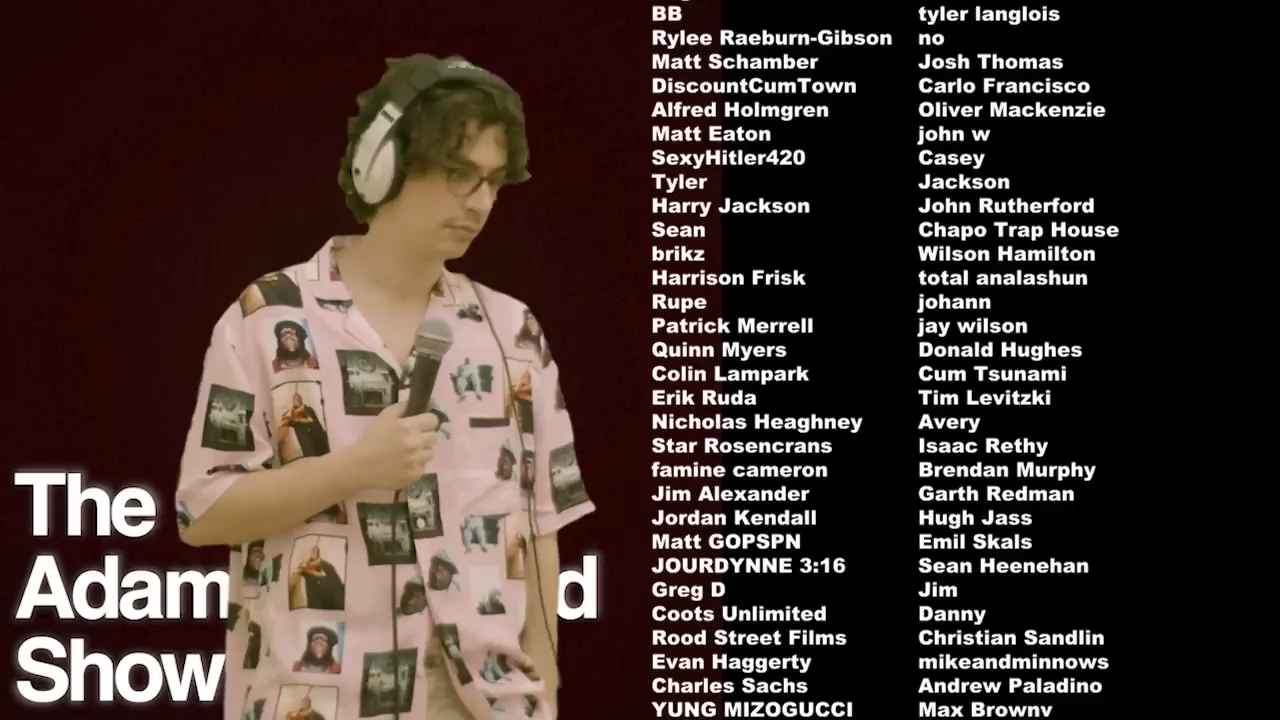 The
Adam d
Show
BB
Rylee Raeburn-Gibson
Matt Schamber
DiscountCumTown
Alfred Holmgren
Matt Eaton
SexyHitler420
Tyler
Harry Jackson
Sean
brikz
Harrison Frisk
Rupe
Patrick Merrell
Quinn Myers
Colin Lampark
Erik Ruda
Nicholas Heaghney
Star Rosencrans
famine cameron
Jim Alexander
Jordan Kendall
Matt GOPSPN
JOURDYNNE 3:16
Greg D
Coots Unlimited
Rood Street Films
Evan Haggerty
Charles Sachs
YUNG MIZOGUCCI
tyler langlois
no
Josh Thomas
Carlo Francisco
Oliver Mackenzie
john w
Casey
Jackson
John Rutherford
Chapo Trap House
Wilson Hamilton
total analashun
johann
jay wilson
Donald Hughes
Cum Tsunami
Tim Levitzki
Avery
Isaac Rethy
Brendan Murphy
Garth Redman
Hugh Jass
Emil Skals
Sean Heenehan
Jim
Danny
Christian Sandlin
mikeandminnows
Andrew Paladino
Max Browny